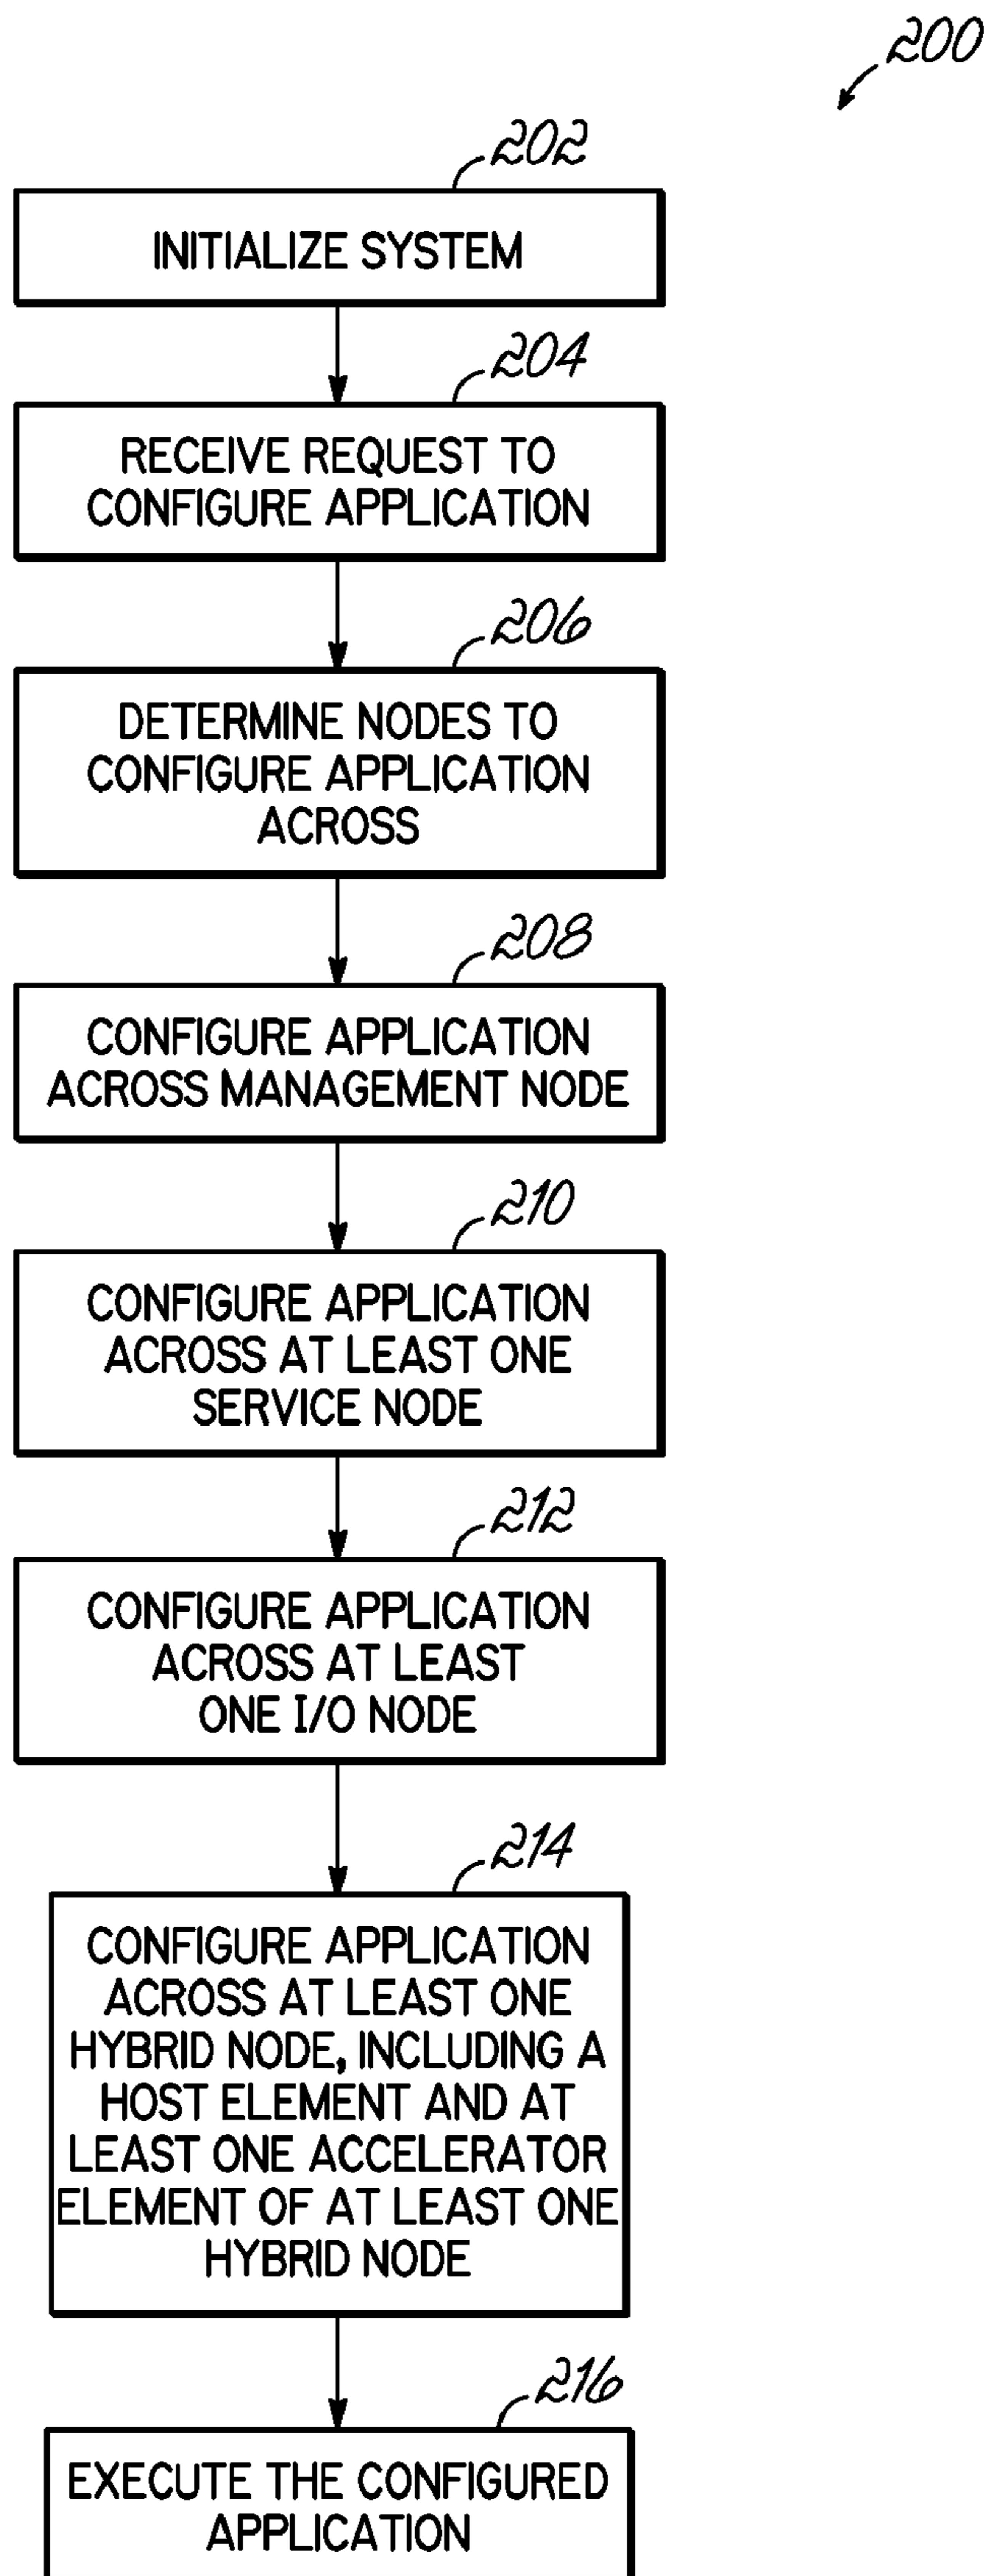 200
202
INITIALIZE SYSTEM
204
RECEIVE REQUEST TO
CONFIGURE APPLICATION
206
DETERMINE NODES TO
CONFIGURE APPLICATION
ACROSS
208
CONFIGURE APPLICATION
ACROSS MANAGEMENT NODE
210
CONFIGURE APPLICATION
ACROSS AT LEAST ONE
SERVICE NODE
212
CONFIGURE APPLICATION
ACROSS AT LEAST
ONE I/O NODE
214
CONFIGURE APPLICATION
ACROSS AT LEAST ONE
HYBRID NODE, INCLUDING A
HOST ELEMENT AND AT
LEAST ONE ACCELERATOR
ELEMENT OF AT LEAST ONE
HYBRID NODE
216
EXECUTE THE CONFIGURED
APPLICATION